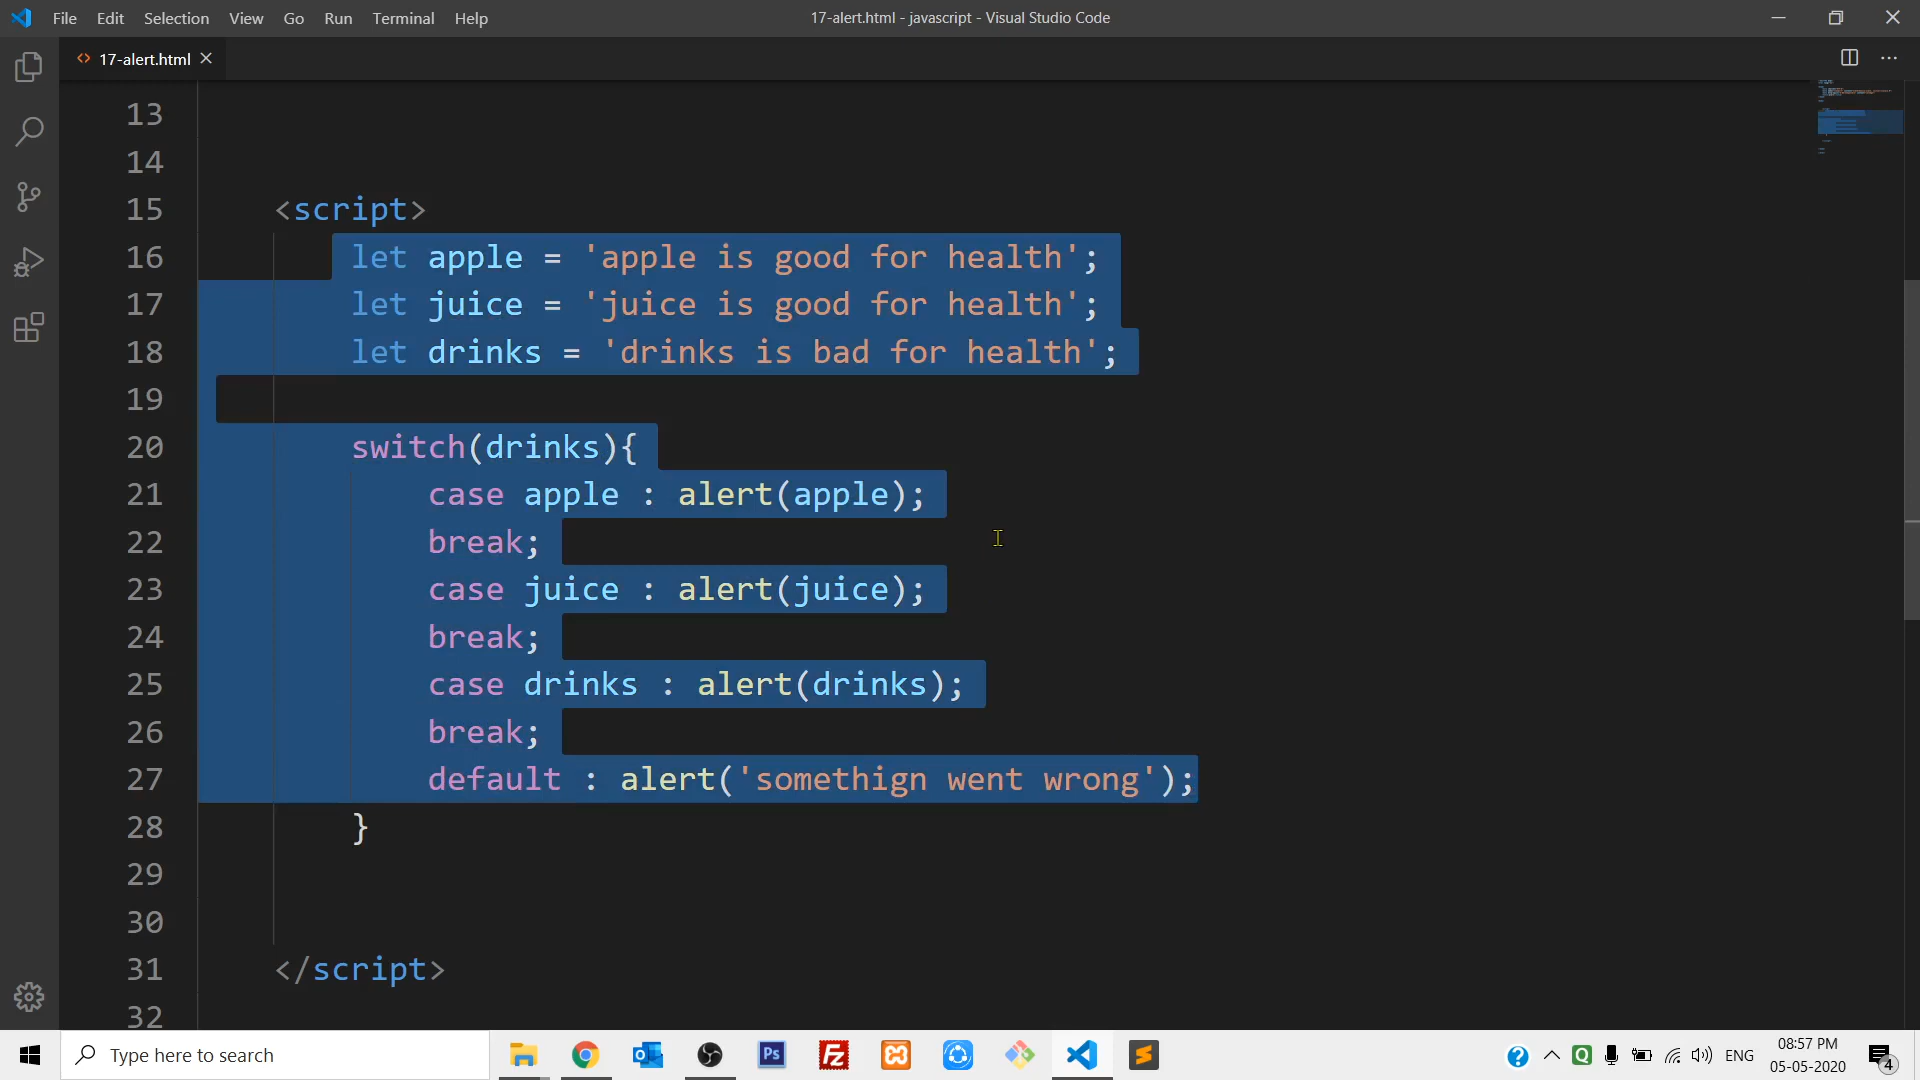 File Edit Selection View Go Run Terminal Help
17-alert.html - javascript - Visual Studio Code
17-alert.html
13
14
15 <script>
16 let apple = 'apple is good for health';
17 let juice = 'juice is good for health';
18 let drinks = 'drinks is bad for health';
19
20 switch(drinks){
21 case apple : alert(apple);
22 break;
23 case juice : alert(juice);
24 break;
25 case drinks : alert(drinks);
26 break;
27 default : alert('somethign went wrong');
28 }
29
30
31 </script>
32
Type here to search
Ps
Fz
ENG
08:57 PM
05-05-2020
4